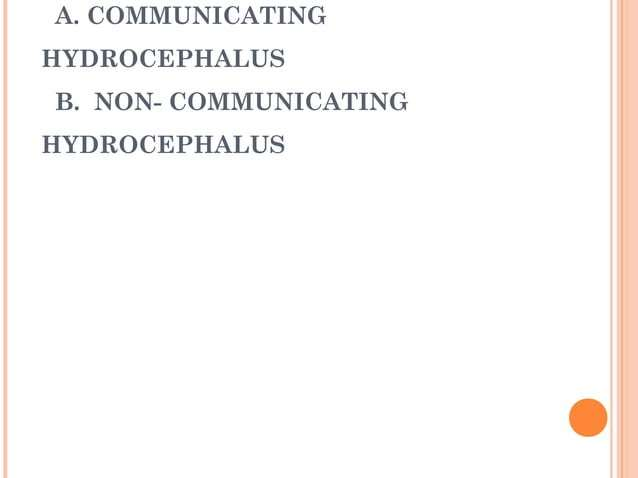 A. COMMUNICATING
HYDROCEPHALUS
B. NON- COMMUNICATING
HYDROCEPHALUS